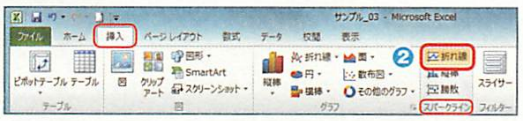 サンプル_03 - Microsoft Excel
ファイル ホーム 挿入 ページ レイアウト 数式 データ 校閲 表示
ピボットテーブル テーブル 図 クリップ アート 図形 SmartArt スクリーンショット 縦棒 折れ線 面 円 散布図 横棒 その他のグラフ 2 折れ線 縦棒 勝敗 スライサー
テーブル 図 グラフ スパークライン フィルター